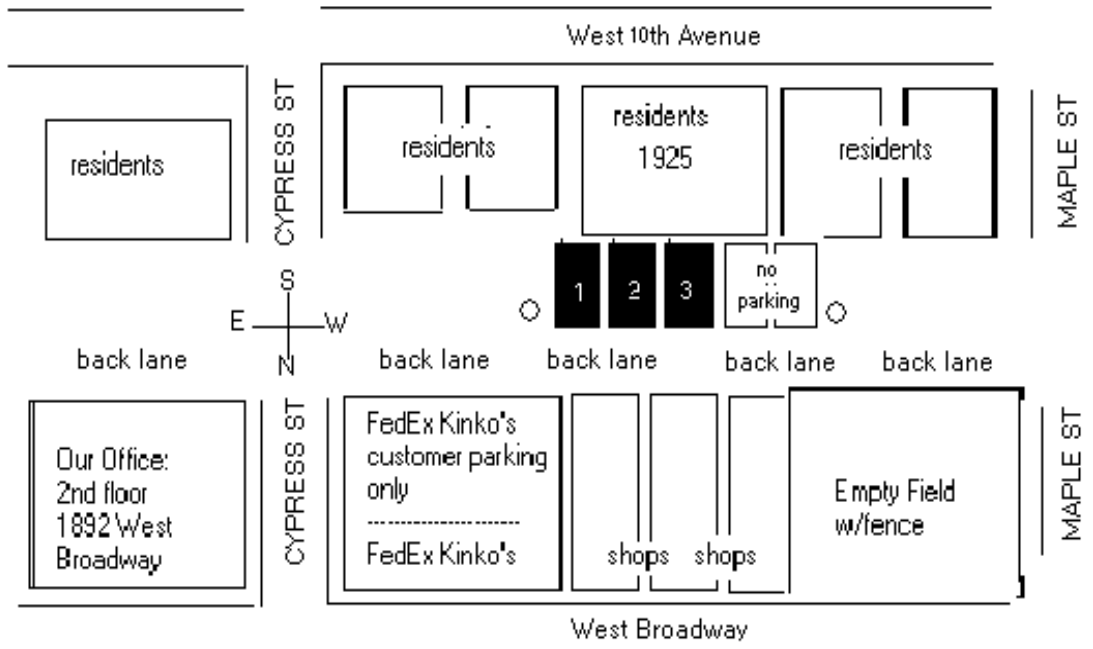 West 10th Avenue
CYPRESS ST
residents
residents
residents
1925
residents
MAPLE ST
1
2
3
no
parking
S
E
W
N
back lane
back lane
back lane
back lane
back lane
Our Office:
2nd floor
1892 West
Broadway
CYPRESS ST
FedEx Kinko's
customer parking
only
--------------------
FedEx Kinko's
shops
shops
Empty Field
w/fence
MAPLE ST
West Broadway